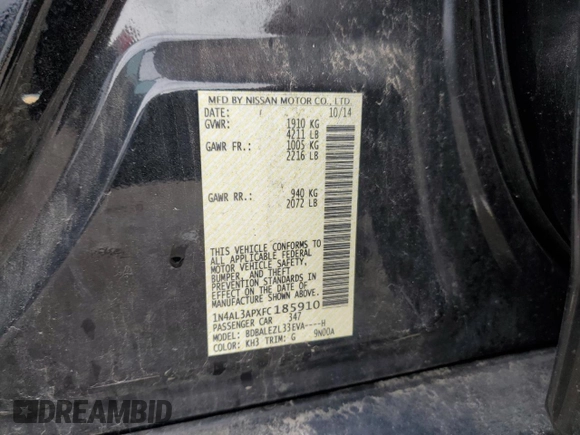 MFD BY NISSAN MOTOR CO., LTD.
DATE: 10/14
GVWR: 1910 KG
4211 LB
GAWR FR.: 1005 KG
2216 LB
GAWR RR.: 940 KG
2072 LB
THIS VEHICLE CONFORMS TO
ALL APPLICABLE FEDERAL
MOTOR VEHICLE SAFETY,
BUMPER, AND THEFT
PREVENTION STANDARDS IN
EFFECT ON THE DATE OF
MANUFACTURE SHOWN ABOVE.
1N4AL3APXFC185910
PASSENGER CAR 347
MODEL: BDBALEZL33EVA----H
COLOR: KH3 TRIM: G 9N00A
DREAMBID